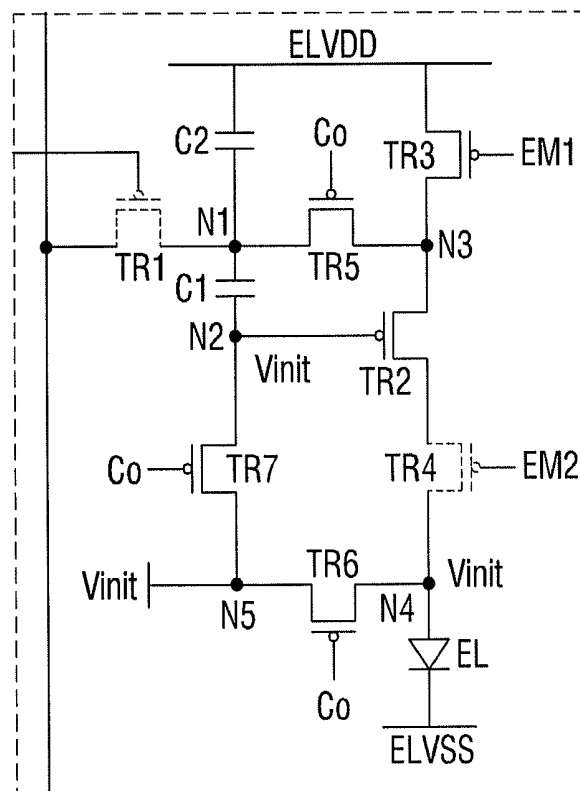 ELVDD
C2
Co
TR3
EM1
N1
N3
TR1
TR5
C1
N2
Vinit
TR2
Co
TR7
TR4
EM2
TR6
Vinit
Vinit
N5
N4
EL
Co
ELVSS